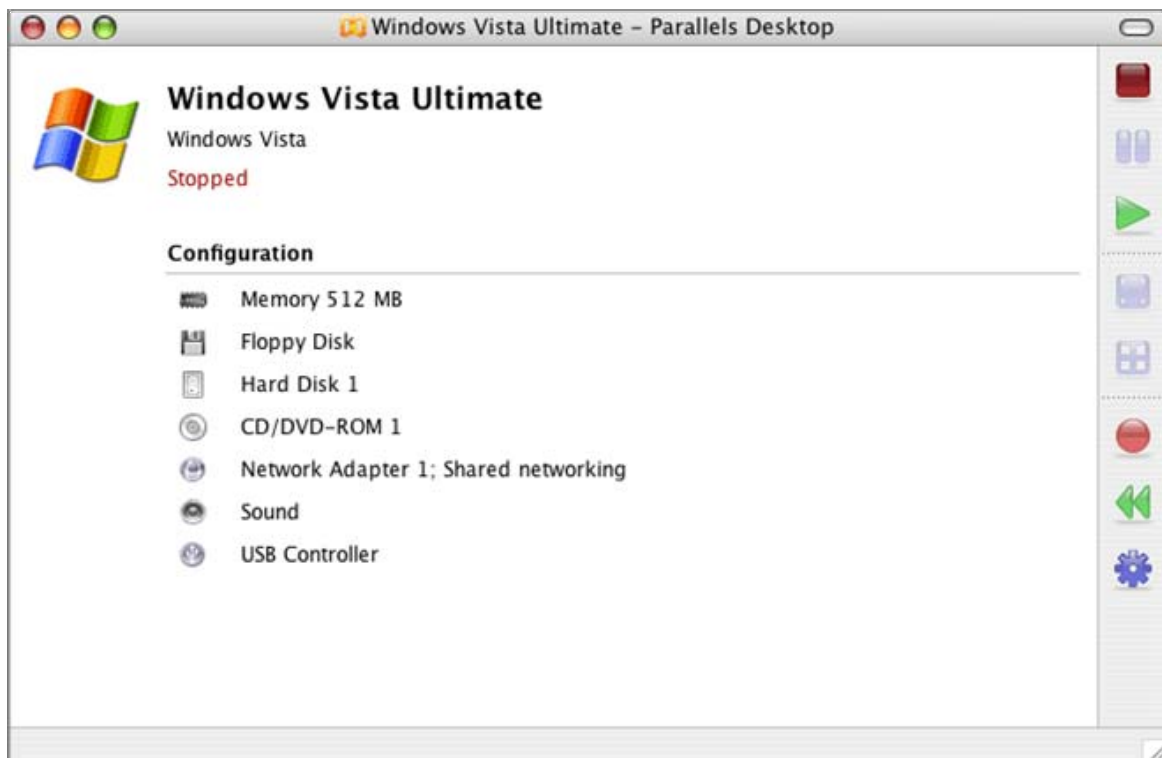 Windows Vista Ultimate – Parallels Desktop
Windows Vista Ultimate
Windows Vista
Stopped
Configuration
Memory 512 MB
Floppy Disk
Hard Disk 1
CD/DVD-ROM 1
Network Adapter 1; Shared networking
Sound
USB Controller